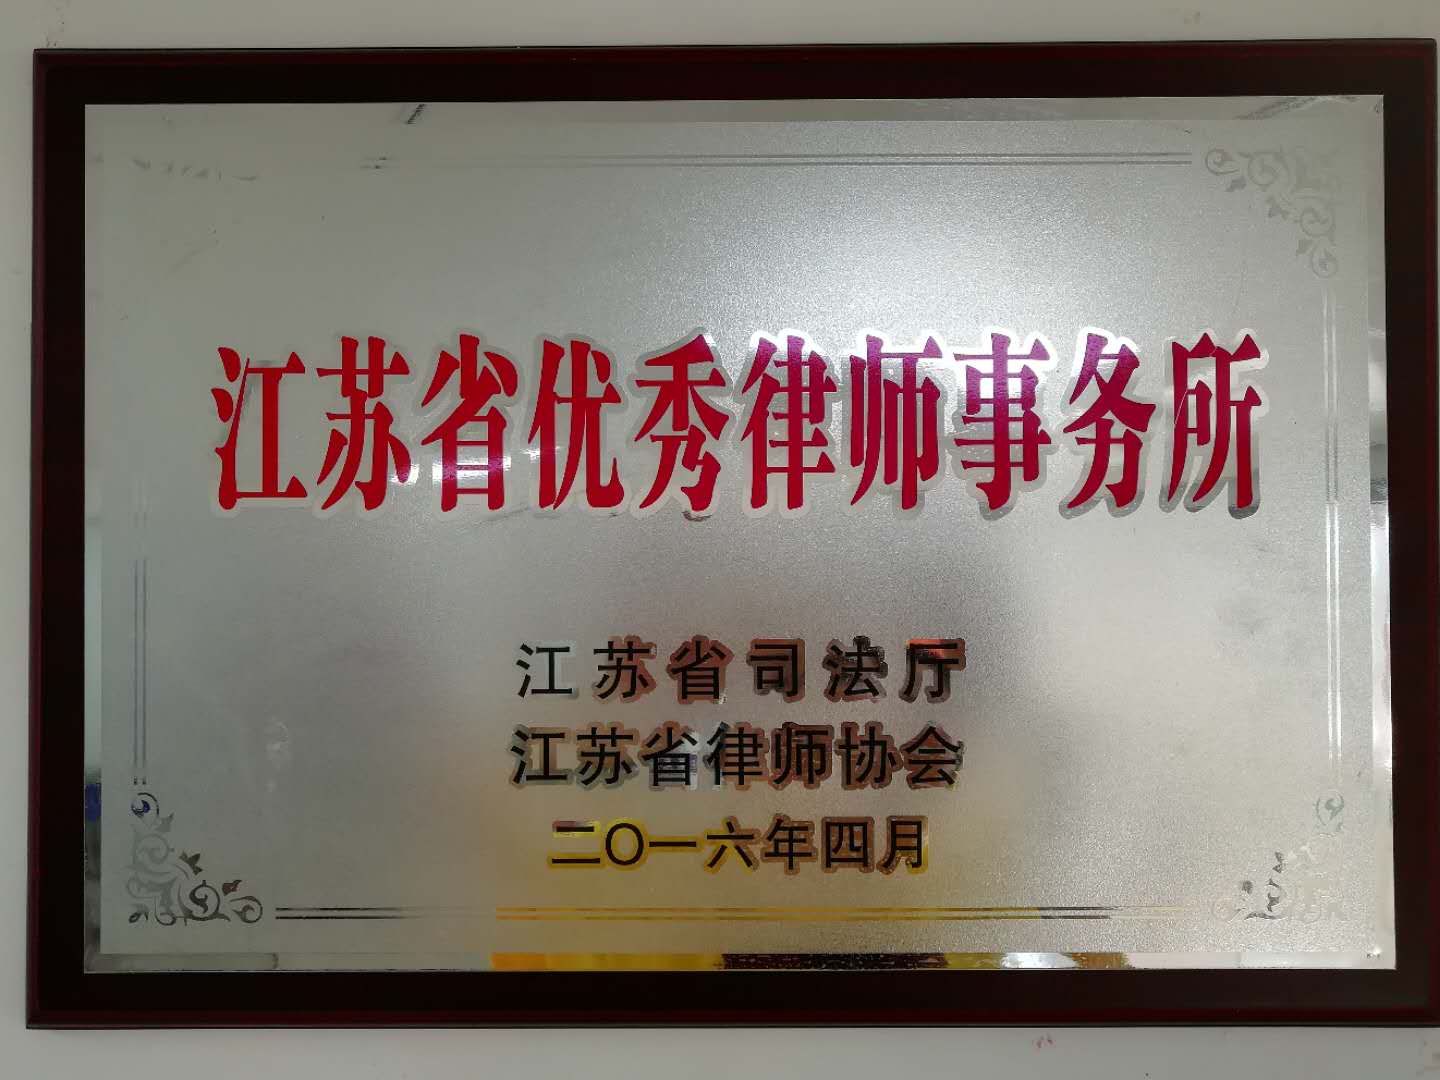 江苏省优秀律师事务所
江苏省司法厅
江苏省律师协会
二〇一六年四月